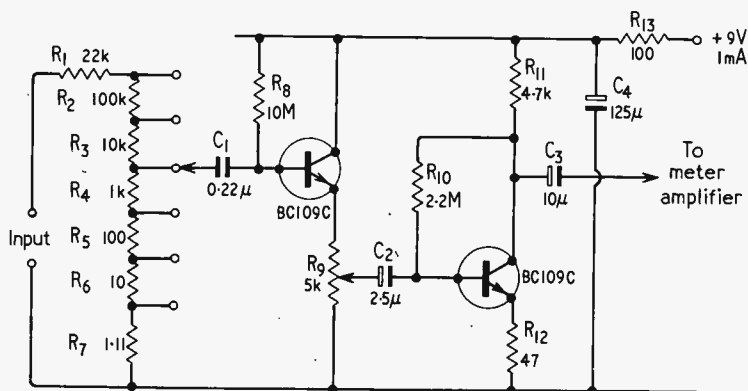 R13
100
+9V
1mA
R1 22k
R2
100k
R3
10k
R4
1k
R5
100
R6
10
R7
1·11
Input
C1
0·22μ
R8
10M
BC109C
R9
5k
C2
2·5μ
R10
2·2M
R11
4·7k
BC109C
R12
47
C3
10μ
C4
125μ
To
meter
amplifier